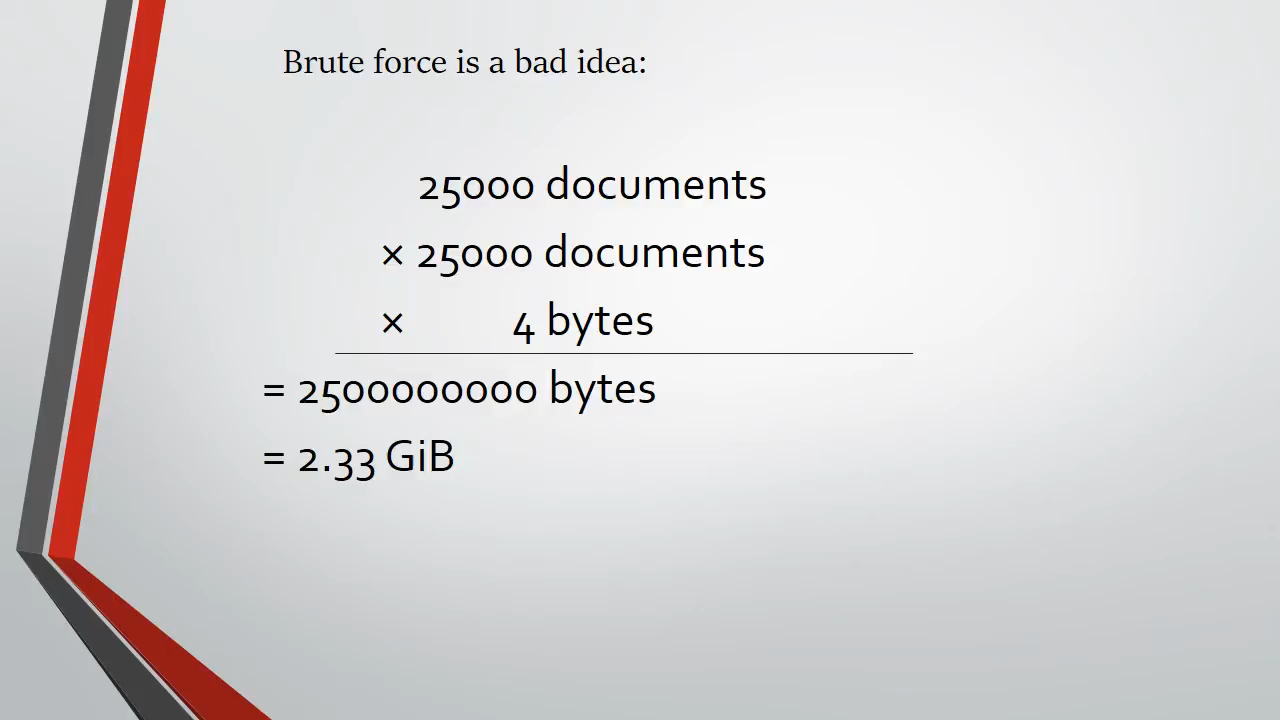 Brute force is a bad idea:
25000 documents
× 25000 documents
× 4 bytes
= 2500000000 bytes
= 2.33 GiB